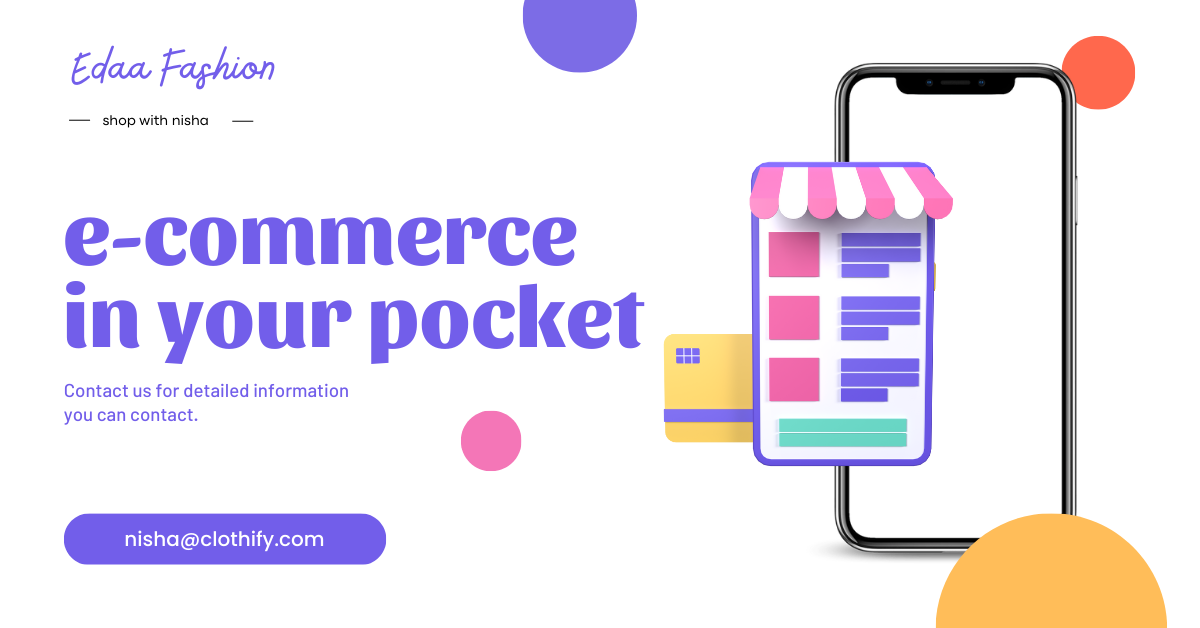 Edaa Fashion
shop with nisha
e-commerce
in your pocket
Contact us for detailed information
you can contact.
nisha@clothify.com